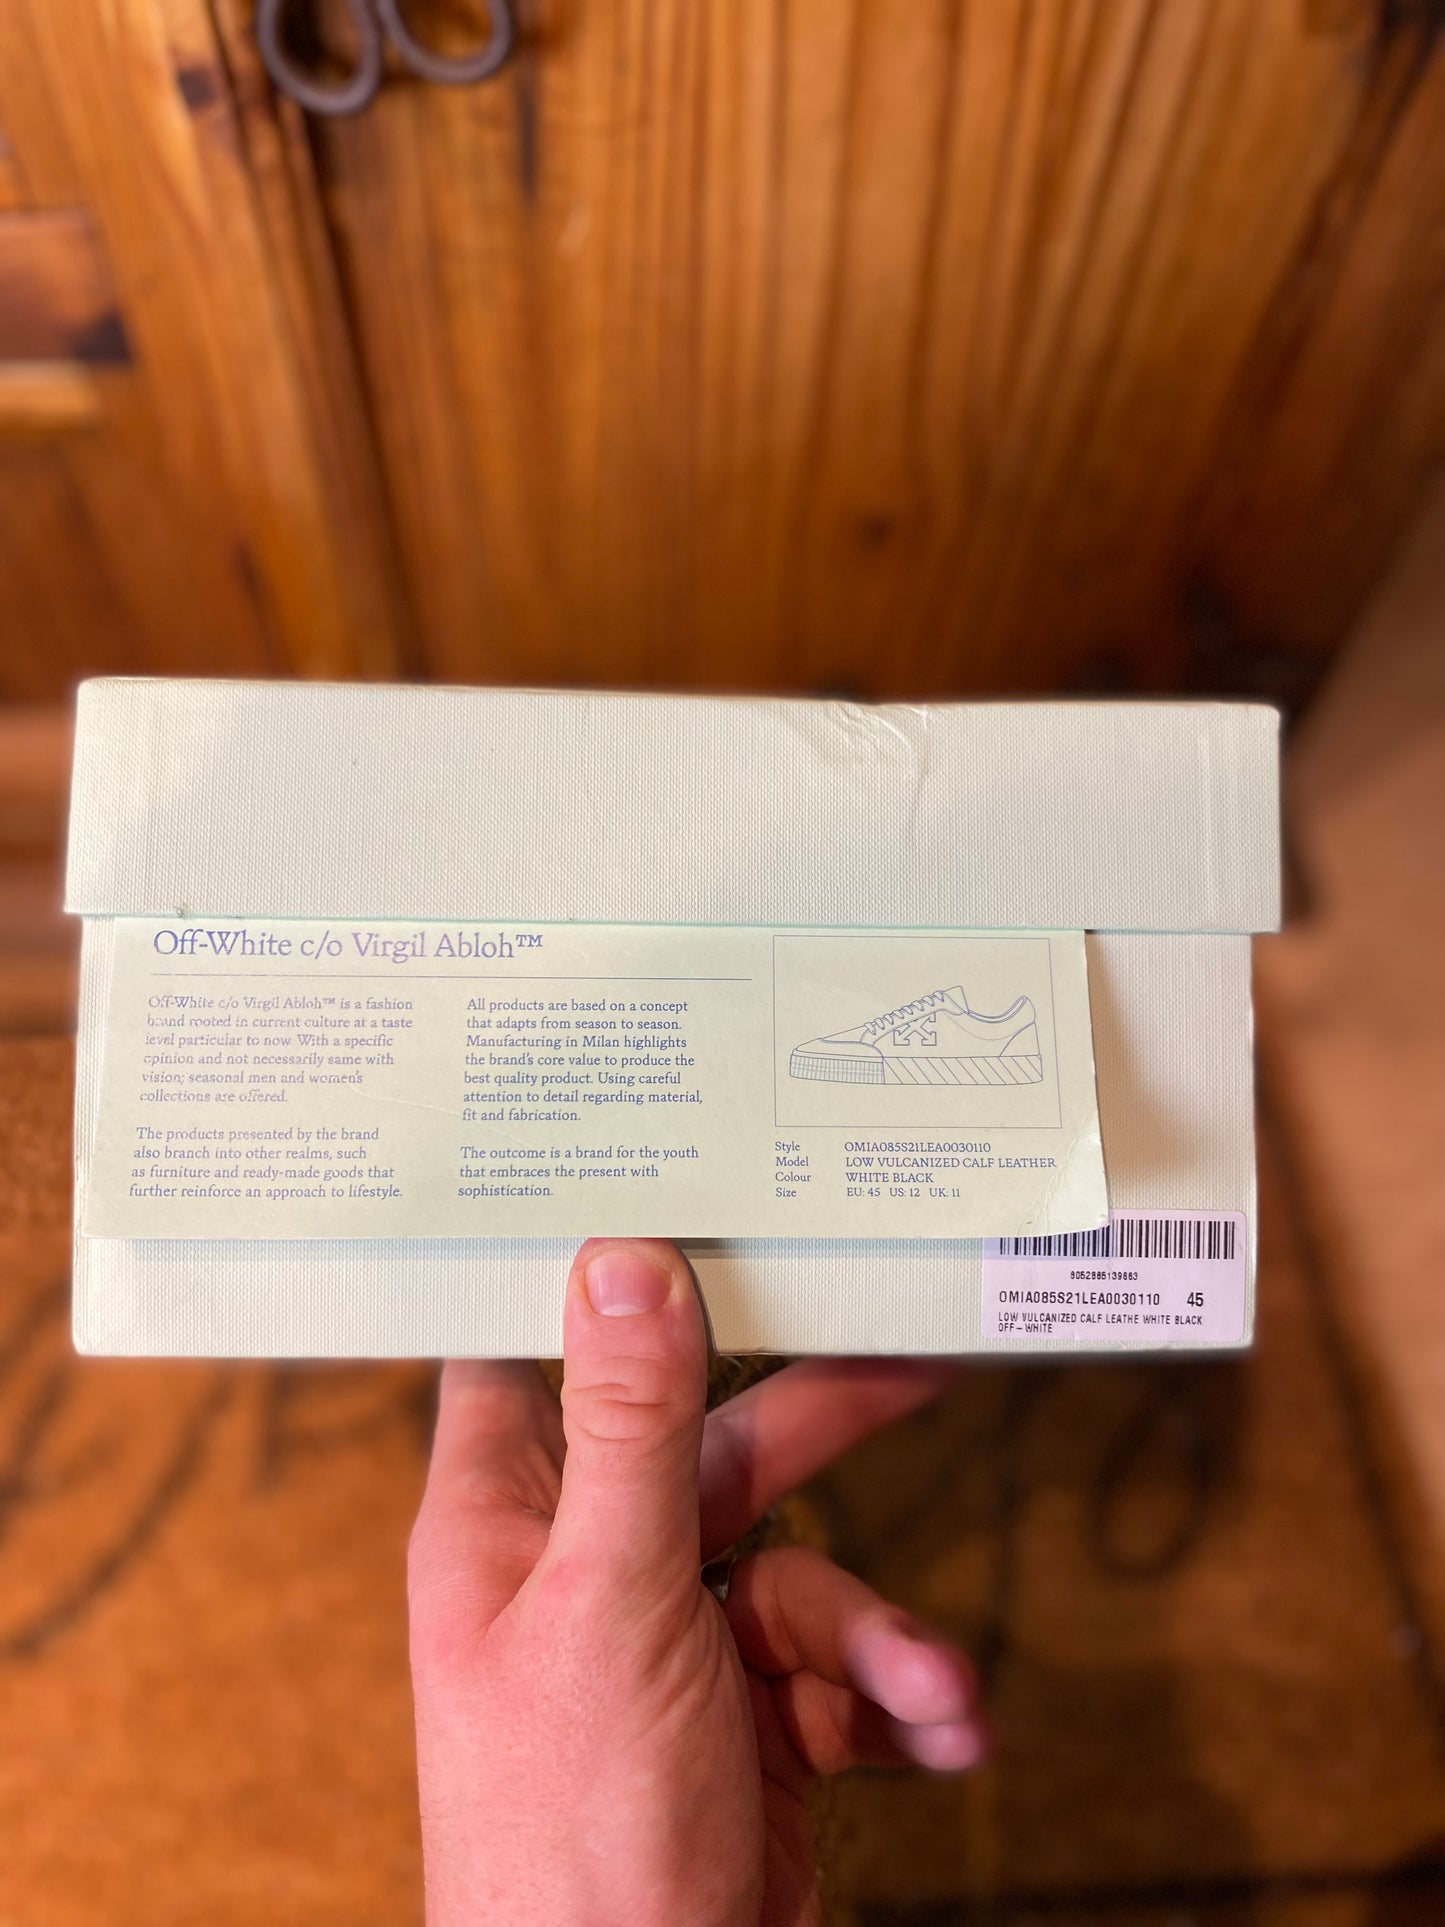 Off-White c/o Virgil Abloh™
Off-White c/o Virgil Abloh™ is a fashion
brand rooted in current culture at a taste
level particular to now. With a specific
opinion and not necessarily same with
vision; seasonal men and women's
collections are offered.
The products presented by the brand
also branch into other realms, such
as furniture and ready-made goods that
further reinforce an approach to lifestyle.
All products are based on a concept
that adapts from season to season.
Manufacturing in Milan highlights
the brand's core value to produce the
best quality product. Using careful
attention to detail regarding material,
fit and fabrication.
The outcome is a brand for the youth
that embraces the present with
sophistication.
Style OMIA085S21LEA0030110
Model LOW VULCANIZED CALF LEATHER
Colour WHITE BLACK
Size EU: 45 US: 12 UK: 11
8052865139863
OMIA085S21LEA0030110 45
LOW VULCANIZED CALF LEATHE WHITE BLACK
OFF-WHITE